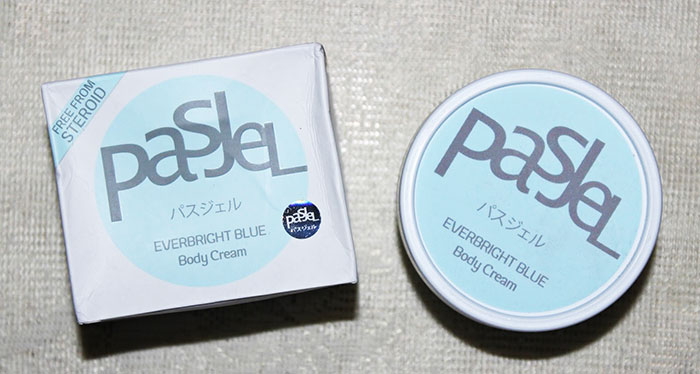 FREE FROM
STEROID
PasJeL
パスジェル
EVERBRIGHT BLUE
Body Cream
PasJeL
パスジェル
PasJeL
パスジェル
EVERBRIGHT BLUE
Body Cream